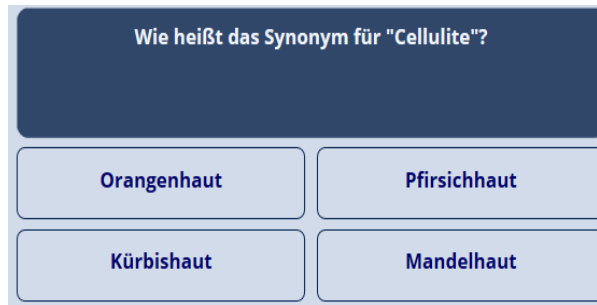 Wie heißt das Synonym für "Cellulite"?
Orangenhaut
Pfirsichhaut
Kürbishaut
Mandelhaut